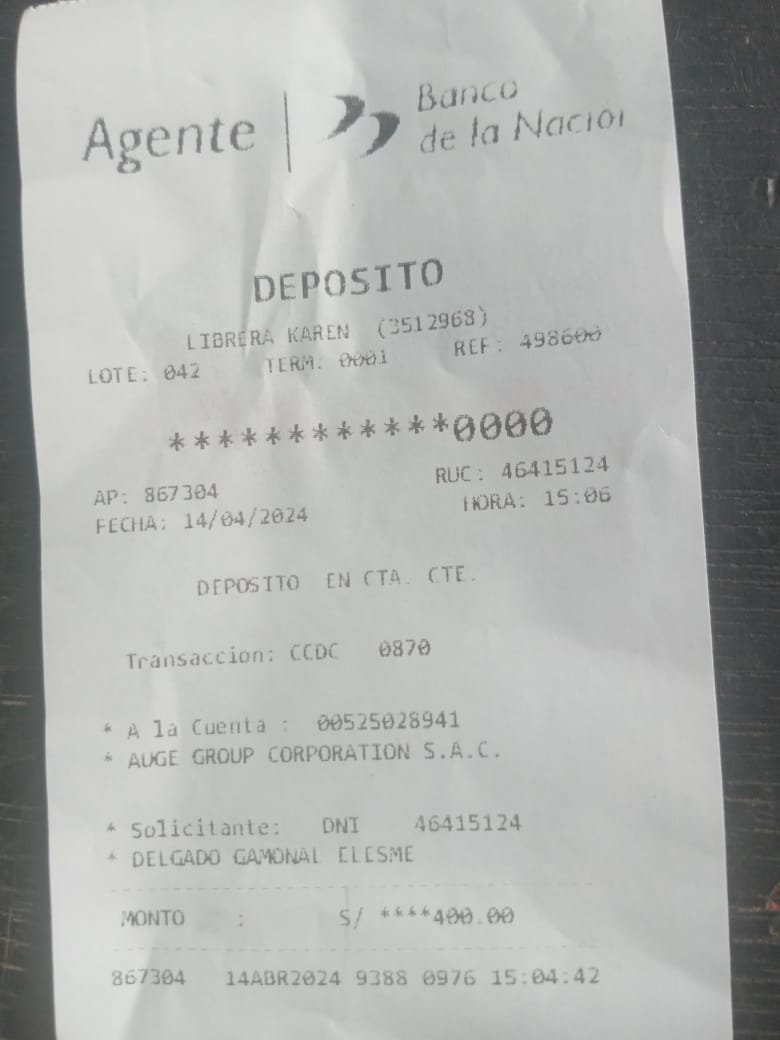 Agente
Banco
de la Nación
DEPOSITO
LIBRERA KAREN (3512968)
LOTE: 042 TERM: 0001 REF: 498600
************0000
AP: 867304 RUC: 46415124
FECHA: 14/04/2024 HORA: 15:06
DEPOSITO EN CTA. CTE.
Transaccion: CCDC 0870
* A la Cuenta : 00525028941
* AUGE GROUP CORPORATION S.A.C.
* Solicitante: DNI 46415124
* DELGADO GAMONAL ELESME
MONTO : S/ ****400.00
867304 14ABR2024 9388 0976 15:04:42